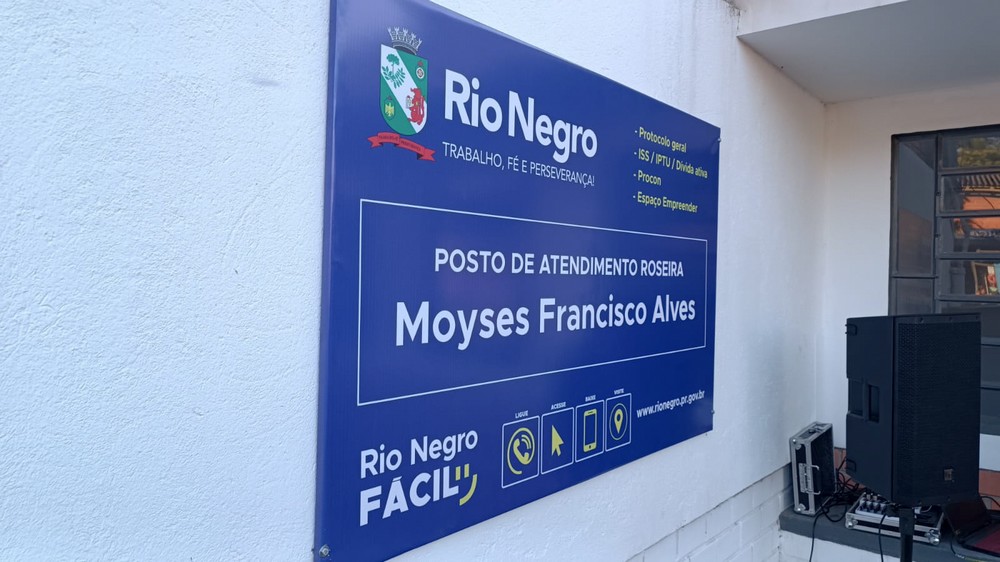 Rio Negro
TRABALHO, FÉ E PERSEVERANÇA!
- Protocolo geral
- ISS / IPTU / Dívida ativa
- Procon
- Espaço Empreender
POSTO DE ATENDIMENTO ROSEIRA
Moyses Francisco Alves
Rio Negro
FÁCIL
LIGUE
ACESSE
BAIXE
VISITE
www.rionegro.pr.gov.br